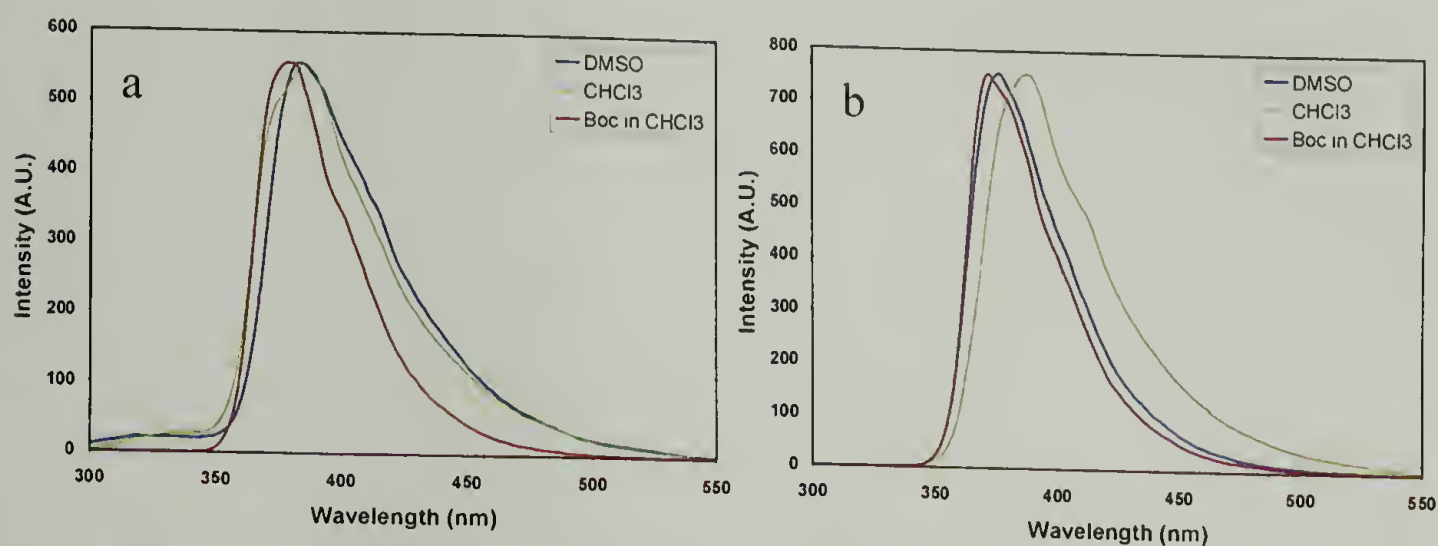 a
DMSO
CHCl3
Boc in CHCl3
Intensity (A.U.)
600
500
400
300
200
100
0
300 350 400 450 500 550
Wavelength (nm)
b
DMSO
CHCl3
Boc in CHCl3
Intensity (A.U.)
800
700
600
500
400
300
200
100
0
300 350 400 450 500 550
Wavelength (nm)